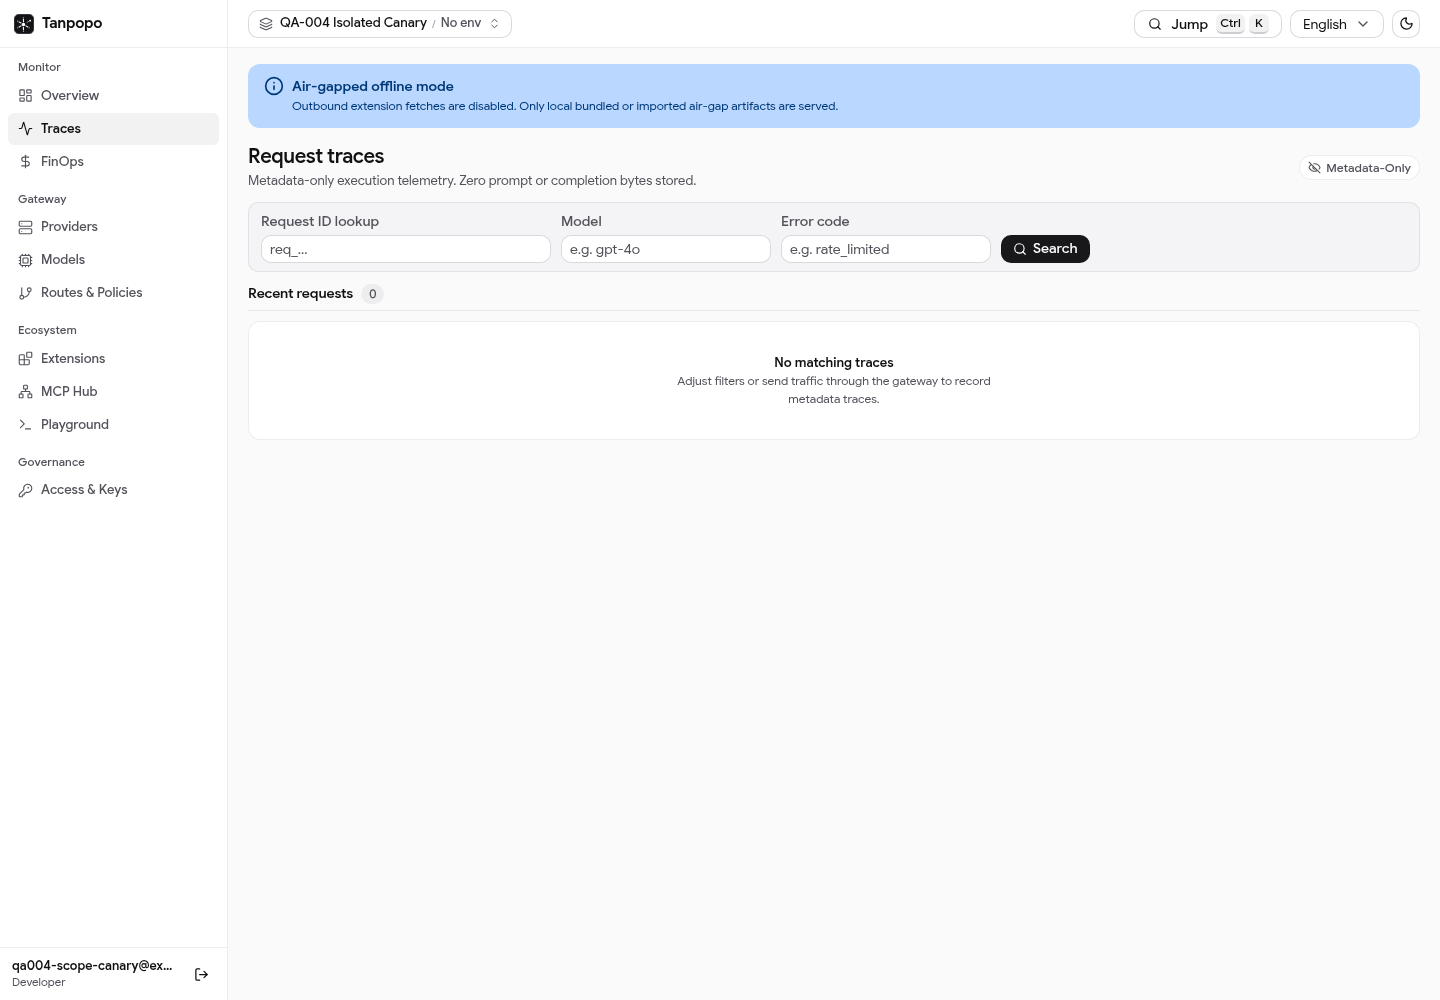 Tanpopo
QA-004 Isolated Canary / No env
Jump Ctrl K
English
Monitor
Overview
Traces
FinOps
Gateway
Providers
Models
Routes & Policies
Ecosystem
Extensions
MCP Hub
Playground
Governance
Access & Keys
qa004-scope-canary@ex...
Developer
Air-gapped offline mode
Outbound extension fetches are disabled. Only local bundled or imported air-gap artifacts are served.
Request traces
Metadata-only execution telemetry. Zero prompt or completion bytes stored.
Metadata-Only
Request ID lookup
req_...
Model
e.g. gpt-4o
Error code
e.g. rate_limited
Search
Recent requests 0
No matching traces
Adjust filters or send traffic through the gateway to record
metadata traces.